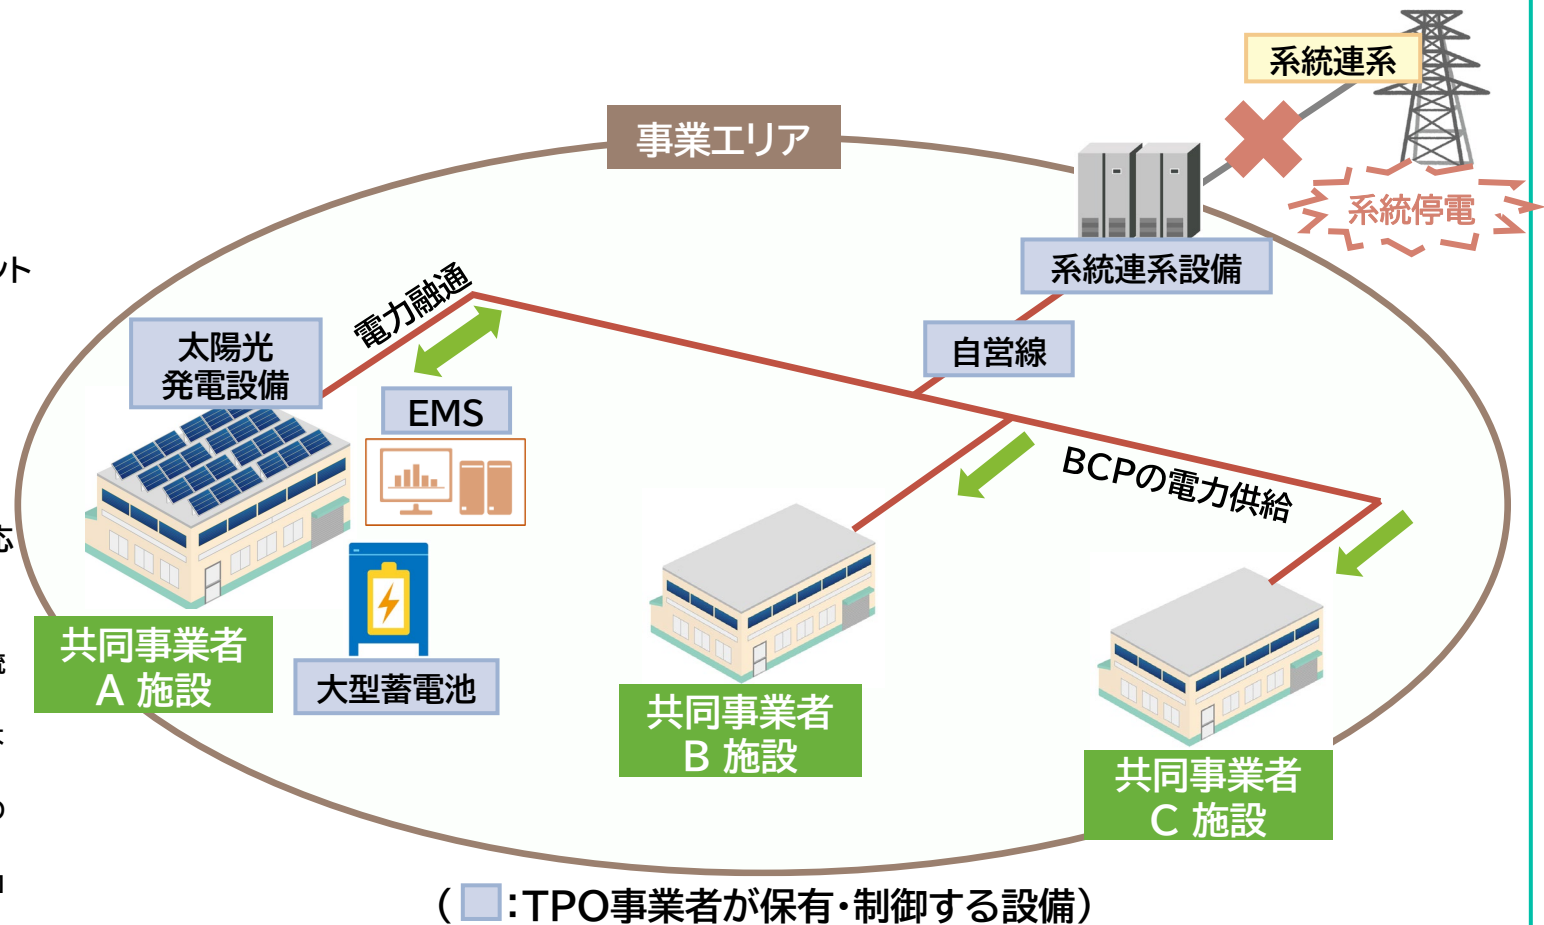 系統連系
事業エリア
系統停電
系統連系設備
ット
電力融通
太陽光
発電設備
自営線
EMS
BCPの電力供給
応
共同事業者
A 施設
大型蓄電池
共同事業者
B 施設
共同事業者
C 施設
の
(□:TPO事業者が保有・制御する設備)